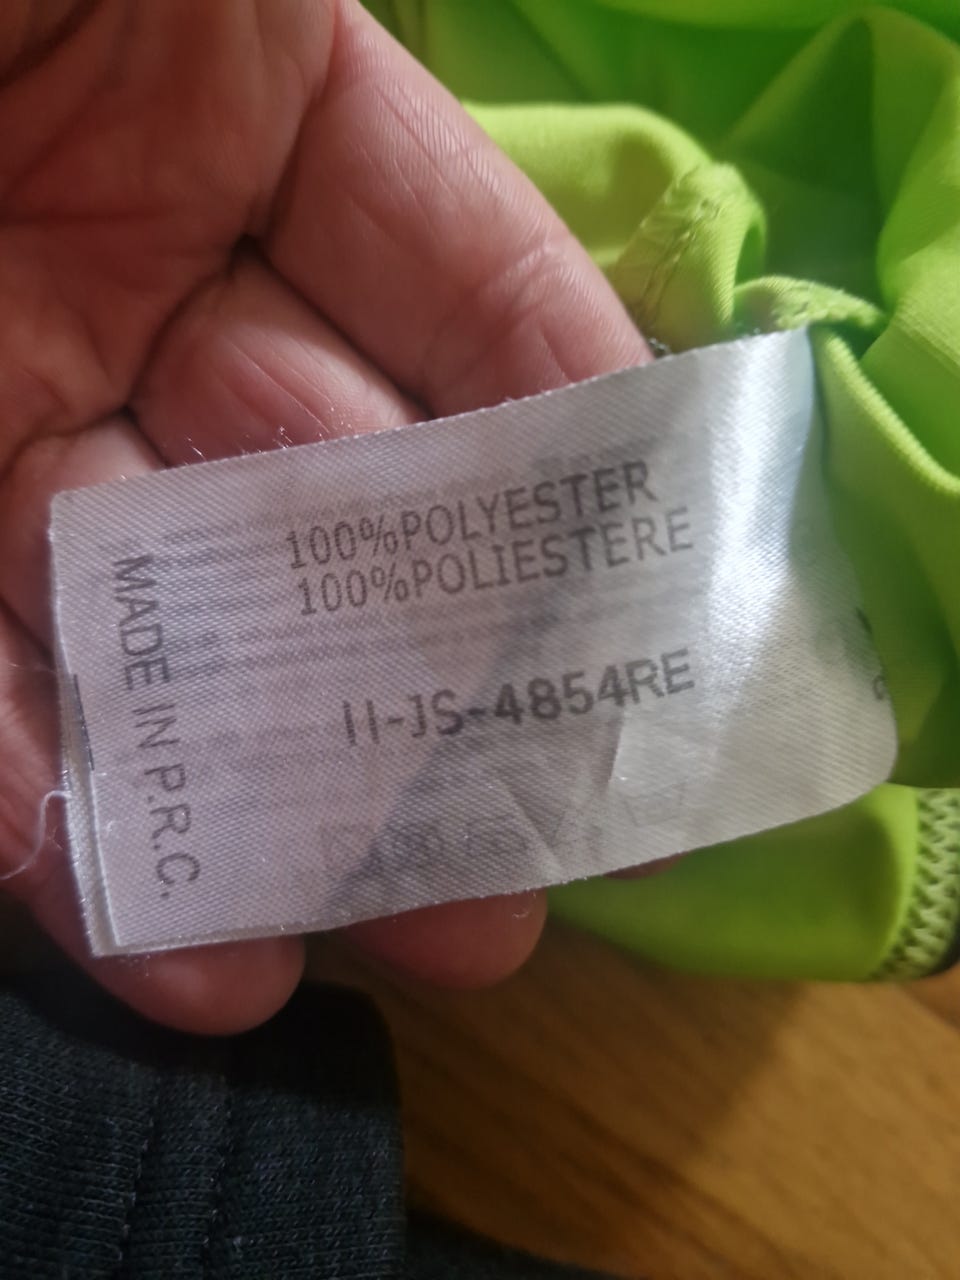 100%POLYESTER
100%POLIESTERE
II-JS-4854RE
MADE IN P.R.C.